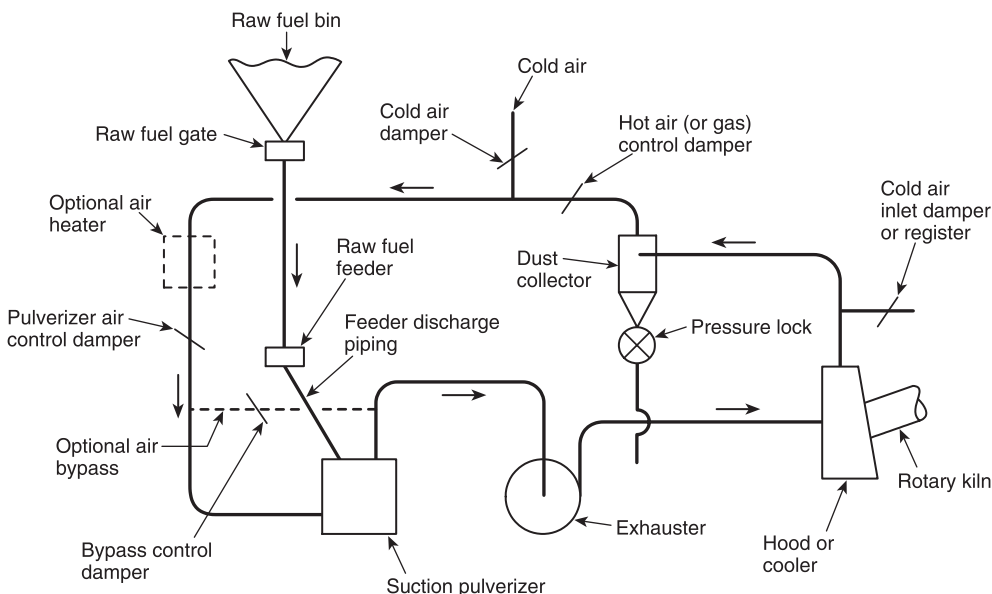 Raw fuel bin
Cold air
Cold air
damper
Hot air (or gas)
control damper
Raw fuel gate
Cold air
inlet damper
or register
Optional air
heater
Raw fuel
feeder
Dust
collector
Pulverizer air
control damper
Feeder discharge
piping
Pressure lock
Optional air
bypass
Rotary kiln
Exhauster
Hood or
cooler
Bypass control
damper
Suction pulverizer